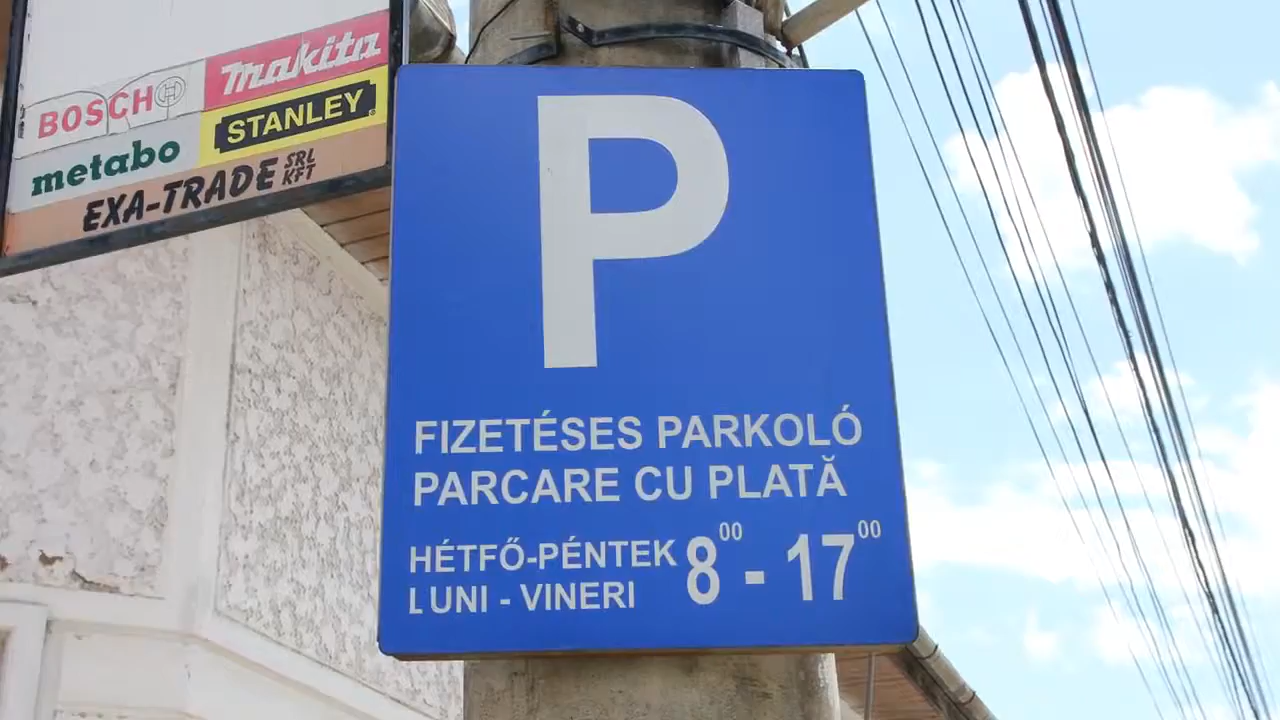 BOSCH
makita
metabo
STANLEY
EXA-TRADE SRL KFT
P
FIZETÉSES PARKOLÓ
PARCARE CU PLATĂ
HÉTFŐ-PÉNTEK
LUNI - VINERI
8⁰⁰ - 17⁰⁰